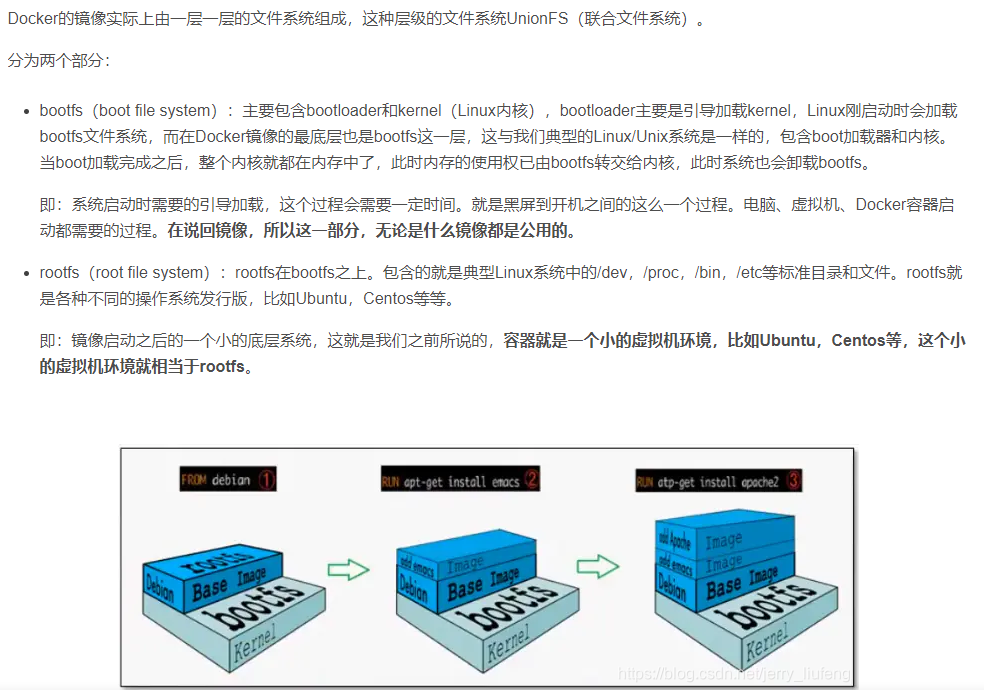 Docker的镜像实际上由一层一层的文件系统组成，这种层级的文件系统UnionFS（联合文件系统）。
分为两个部分：
bootfs（boot file system）：主要包含bootloader和kernel（Linux内核），bootloader主要是引导加载kernel，Linux刚启动时会加载
bootfs文件系统，而在Docker镜像的最底层也是bootfs这一层，这与我们典型的Linux/Unix系统是一样的，包含boot加载器和内核。
当boot加载完成之后，整个内核就都在内存中了，此时内存的使用权已由bootfs转交给内核，此时系统也会卸载bootfs。
即：系统启动时需要的引导加载，这个过程会需要一定时间。就是黑屏到开机之间的这么一个过程。电脑、虚拟机、Docker容器启
动都需要的过程。在说回镜像，所以这一部分，无论是什么镜像都是公用的。
rootfs（root file system）：rootfs在bootfs之上。包含的就是典型Linux系统中的/dev，/proc，/bin，/etc等标准目录和文件。rootfs就
是各种不同的操作系统发行版，比如Ubuntu，Centos等等。
即：镜像启动之后的一个小的底层系统，这就是我们之前所说的，容器就是一个小的虚拟机环境，比如Ubuntu，Centos等，这个小
的虚拟机环境就相当于rootfs。
FROM debian ①
rootfs
Debian Base Image
bootfs
Kernel
RUN apt-get install emacs ②
add emacs Image
Debian Base Image
bootfs
Kernel
RUN atp-get install apache2 ③
add Apache Image
add emacs Image
Debian Base Image
bootfs
Kernel
https://blog.csdn.net/jerry_liufeng